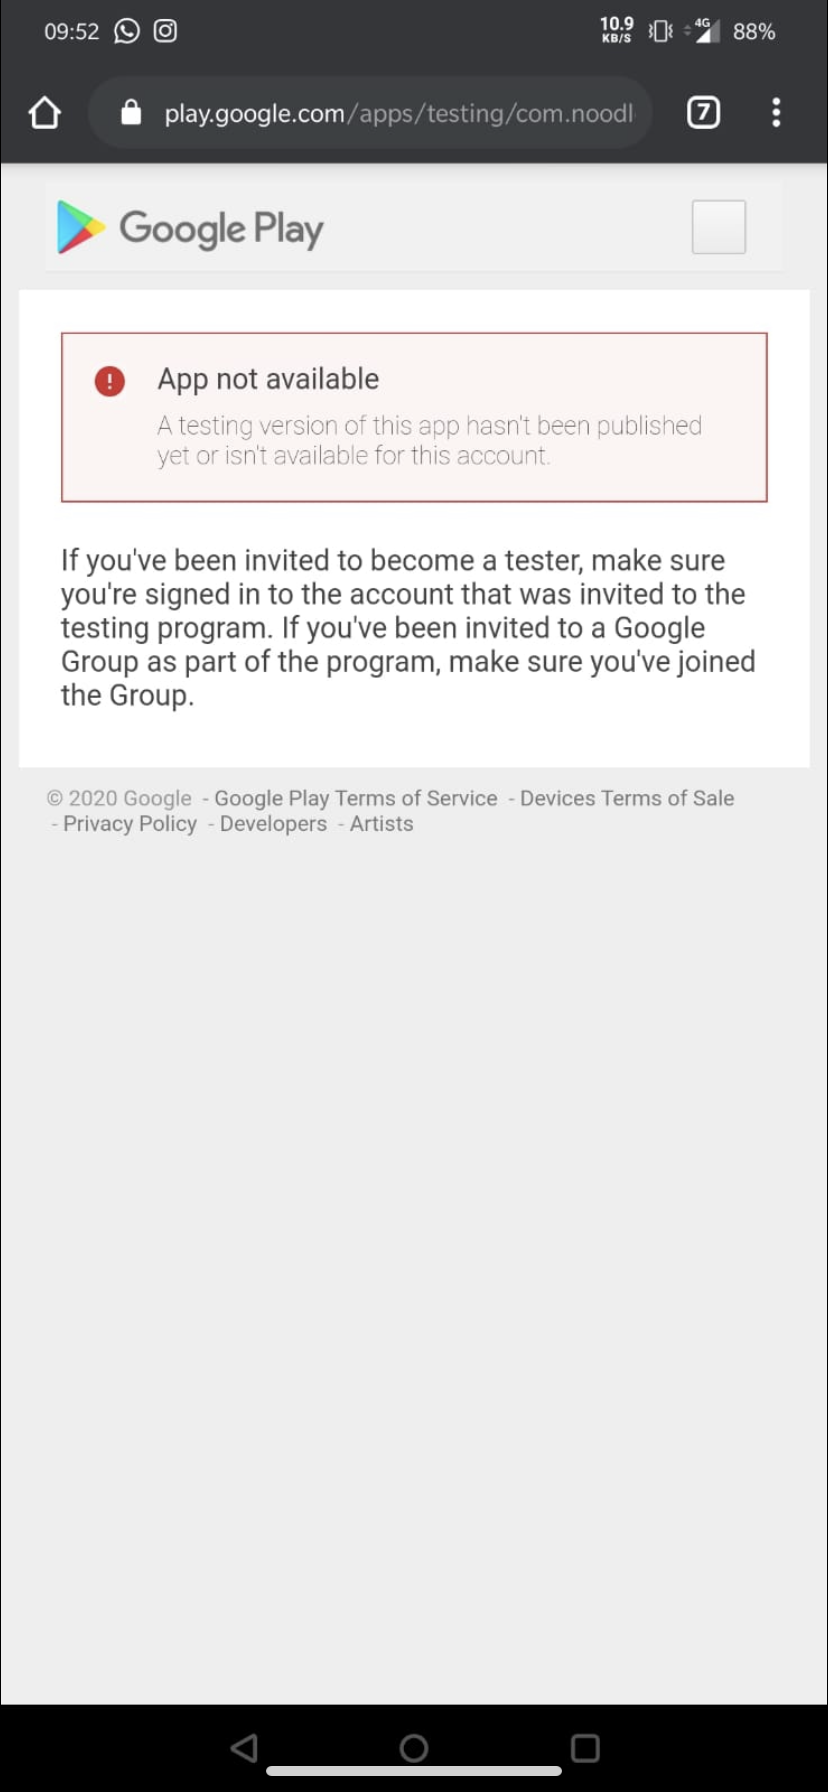 09:52
10.9
KB/S
4G
88%
play.google.com/apps/testing/com.noodl
7
Google Play
App not available
A testing version of this app hasn't been published
yet or isn't available for this account.
If you've been invited to become a tester, make sure
you're signed in to the account that was invited to the
testing program. If you've been invited to a Google
Group as part of the program, make sure you've joined
the Group.
© 2020 Google - Google Play Terms of Service - Devices Terms of Sale
- Privacy Policy - Developers - Artists